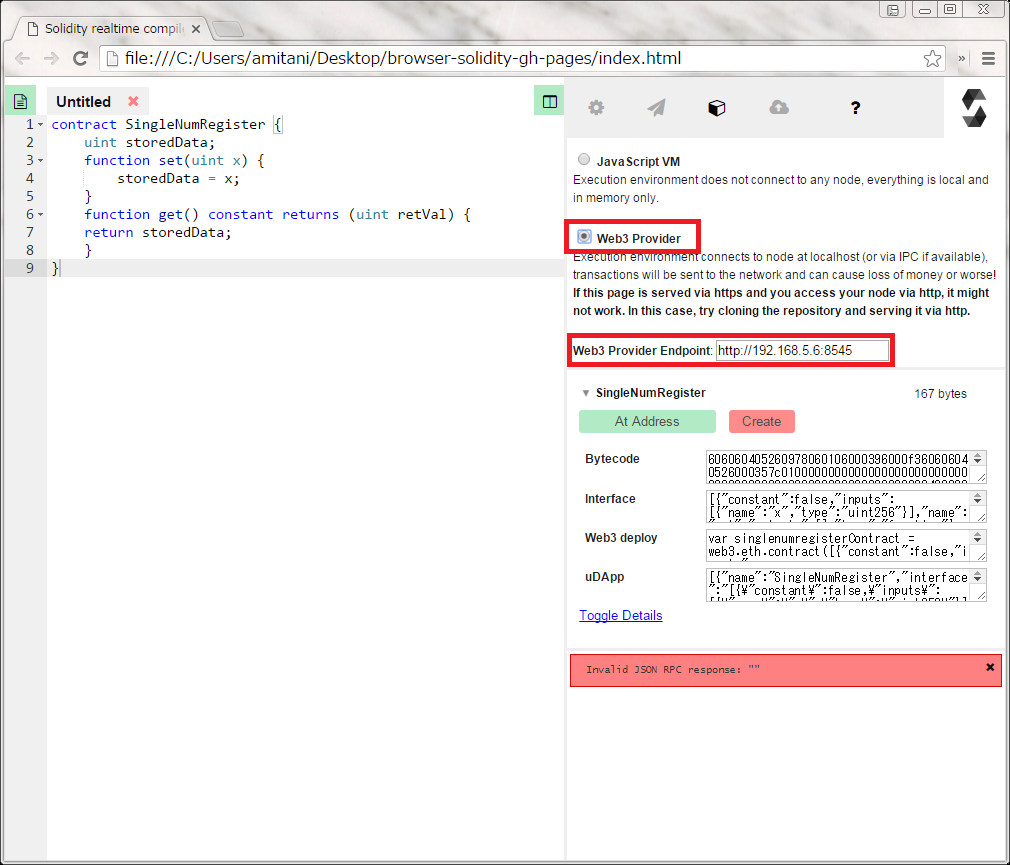 Solidity realtime compile
file:///C:/Users/amitani/Desktop/browser-solidity-gh-pages/index.html
»
Untitled
1 contract SingleNumRegister {
2 uint storedData;
3 function set(uint x) {
4 storedData = x;
5 }
6 function get() constant returns (uint retVal) {
7 return storedData;
8 }
9 }
?
JavaScript VM
Execution environment does not connect to any node, everything is local and
in memory only.
Web3 Provider
Execution environment connects to node at localhost (or via IPC if available),
transactions will be sent to the network and can cause loss of money or worse!
If this page is served via https and you access your node via http, it might
not work. In this case, try cloning the repository and serving it via http.
Web3 Provider Endpoint: http://192.168.5.6:8545
SingleNumRegister 167 bytes
At Address Create
Bytecode
Interface
[{"constant":false,"inputs":
[{"name":"x","type":"uint256"}],"name":
Web3 deploy
var singlenumregisterContract =
web3.eth.contract([{"constant":false,"i
uDApp
[{"name":"SingleNumRegister","interface
":"[{¥"constant¥":false,¥"inputs¥":
Toggle Details
Invalid JSON RPC response: ""